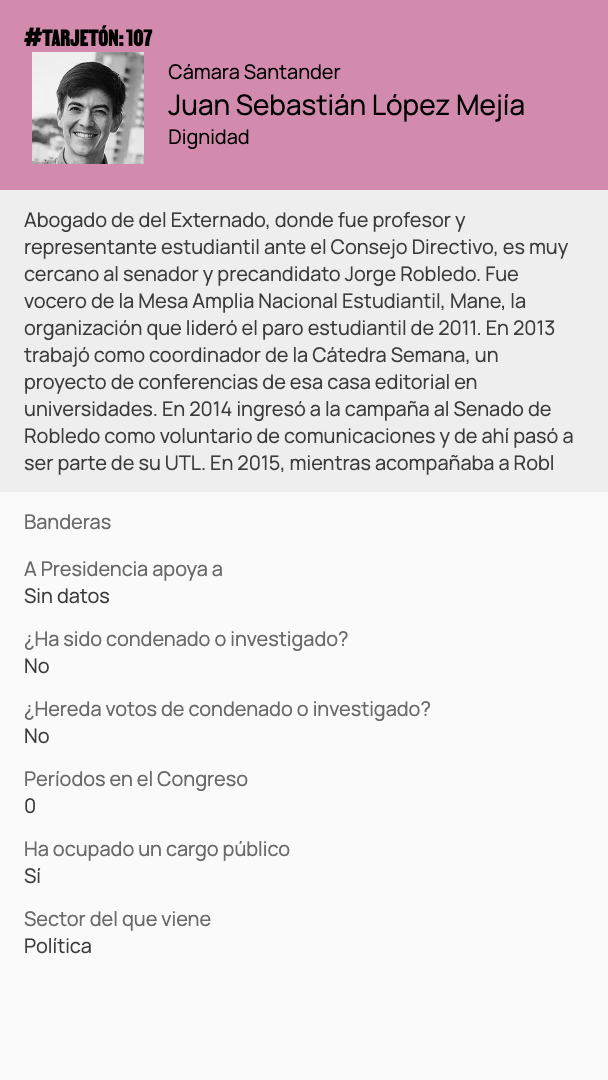 #TARJETÓN: 107
Cámara Santander
Juan Sebastián López Mejía
Dignidad
Abogado de del Externado, donde fue profesor y
representante estudiantil ante el Consejo Directivo, es muy
cercano al senador y precandidato Jorge Robledo. Fue
vocero de la Mesa Amplia Nacional Estudiantil, Mane, la
organización que lideró el paro estudiantil de 2011. En 2013
trabajó como coordinador de la Cátedra Semana, un
proyecto de conferencias de esa casa editorial en
universidades. En 2014 ingresó a la campaña al Senado de
Robledo como voluntario de comunicaciones y de ahí pasó a
ser parte de su UTL. En 2015, mientras acompañaba a Robl
Banderas
A Presidencia apoya a
Sin datos
¿Ha sido condenado o investigado?
No
¿Hereda votos de condenado o investigado?
No
Períodos en el Congreso
0
Ha ocupado un cargo público
Sí
Sector del que viene
Política